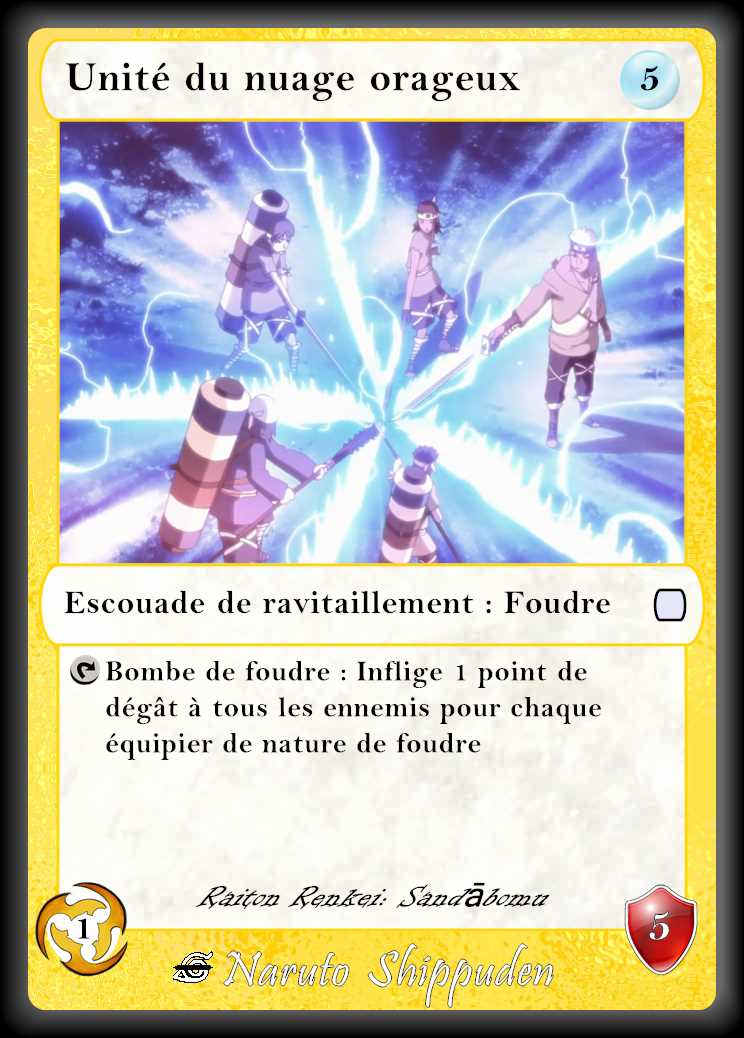 Unité du nuage orageux
5
Escouade de ravitaillement : Foudre
Bombe de foudre : Inflige 1 point de
dégât à tous les ennemis pour chaque
équipier de nature de foudre
Raiton Renkei: Sandābomu
1
5
Naruto Shippuden